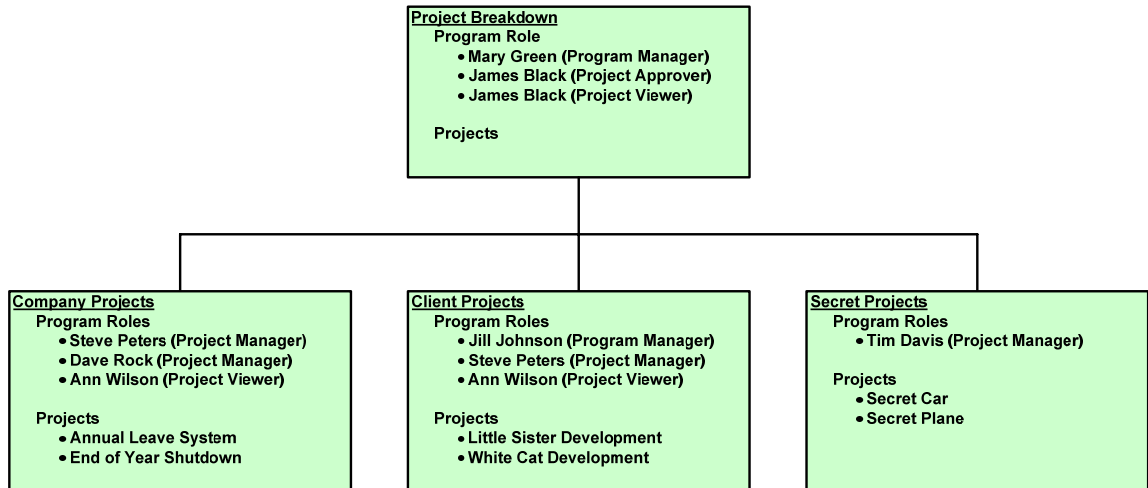 Project Breakdown
Program Role
• Mary Green (Program Manager)
• James Black (Project Approver)
• James Black (Project Viewer)
Projects
Company Projects
Program Roles
• Steve Peters (Project Manager)
• Dave Rock (Project Manager)
• Ann Wilson (Project Viewer)
Projects
• Annual Leave System
• End of Year Shutdown
Client Projects
Program Roles
• Jill Johnson (Program Manager)
• Steve Peters (Project Manager)
• Ann Wilson (Project Viewer)
Projects
• Little Sister Development
• White Cat Development
Secret Projects
Program Roles
• Tim Davis (Project Manager)
Projects
• Secret Car
• Secret Plane